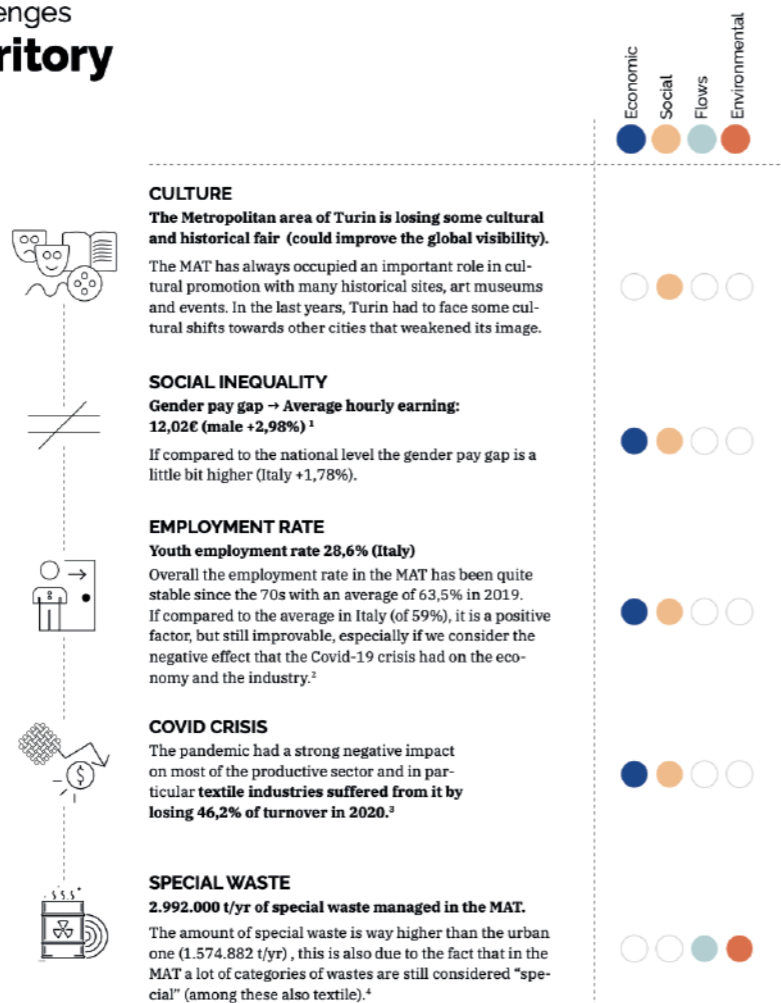 enges
ritory
Economic
Social
Flows
Environmental
CULTURE
The Metropolitan area of Turin is losing some cultural
and historical fair (could improve the global visibility).
The MAT has always occupied an important role in cul-
tural promotion with many historical sites, art museums
and events. In the last years, Turin had to face some cul-
tural shifts towards other cities that weakened its image.
SOCIAL INEQUALITY
Gender pay gap → Average hourly earning:
12,02€ (male +2,98%) ¹
If compared to the national level the gender pay gap is a
little bit higher (Italy +1,78%).
EMPLOYMENT RATE
Youth employment rate 28,6% (Italy)
Overall the employment rate in the MAT has been quite
stable since the 70s with an average of 63,5% in 2019.
If compared to the average in Italy (of 59%), it is a positive
factor, but still improvable, especially if we consider the
negative effect that the Covid-19 crisis had on the eco-
nomy and the industry.²
COVID CRISIS
The pandemic had a strong negative impact
on most of the productive sector and in par-
ticular textile industries suffered from it by
losing 46,2% of turnover in 2020.³
$
SPECIAL WASTE
2.992.000 t/yr of special waste managed in the MAT.
The amount of special waste is way higher than the urban
one (1.574.882 t/yr) , this is also due to the fact that in the
MAT a lot of categories of wastes are still considered “spe-
cial” (among these also textile).⁴